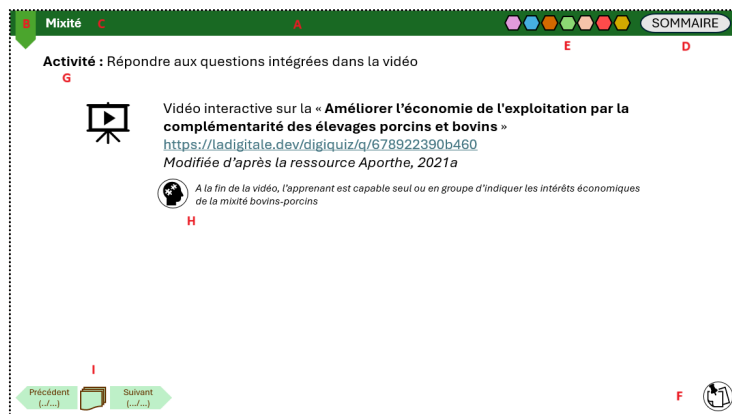 B Mixité C A SOMMAIRE
E D
Activité : Répondre aux questions intégrées dans la vidéo
G
Vidéo interactive sur la « Améliorer l’économie de l'exploitation par la
complémentarité des élevages porcins et bovins »
https://ladigitale.dev/digiquiz/q/678922390b460
Modifiée d’après la ressource Aporthe, 2021a
A la fin de la vidéo, l’apprenant est capable seul ou en groupe d’indiquer les intérêts économiques
de la mixité bovins-porcins
H
I
Précédent Suivant
(../...) (.../...)
F